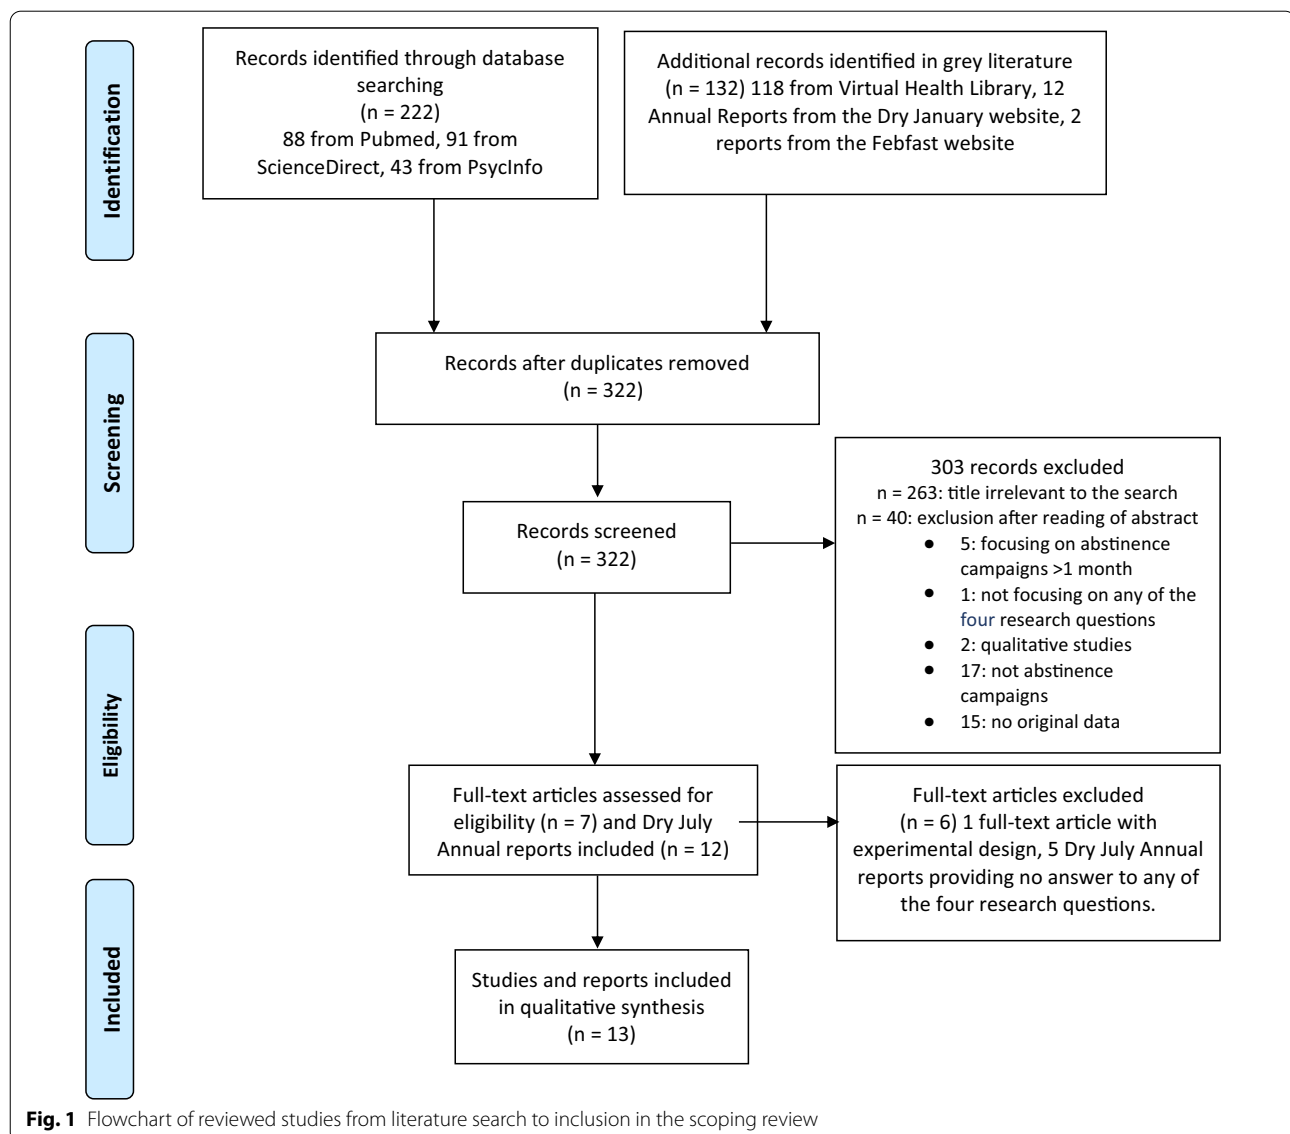 Identification
Records identified through database
searching
(n = 222)
88 from Pubmed, 91 from
ScienceDirect, 43 from PsycInfo
Additional records identified in grey literature
(n = 132) 118 from Virtual Health Library, 12
Annual Reports from the Dry January website, 2
reports from the Febfast website
Screening
Records after duplicates removed
(n = 322)
Records screened
(n = 322)
303 records excluded
n = 263: title irrelevant to the search
n = 40: exclusion after reading of abstract
● 5: focusing on abstinence
campaigns >1 month
● 1: not focusing on any of the
four research questions
● 2: qualitative studies
● 17: not abstinence
campaigns
● 15: no original data
Eligibility
Full-text articles assessed for
eligibility (n = 7) and Dry July
Annual reports included (n = 12)
Full-text articles excluded
(n = 6) 1 full-text article with
experimental design, 5 Dry July Annual
reports providing no answer to any of
the four research questions.
Included
Studies and reports included
in qualitative synthesis
(n = 13)
Fig. 1 Flowchart of reviewed studies from literature search to inclusion in the scoping review